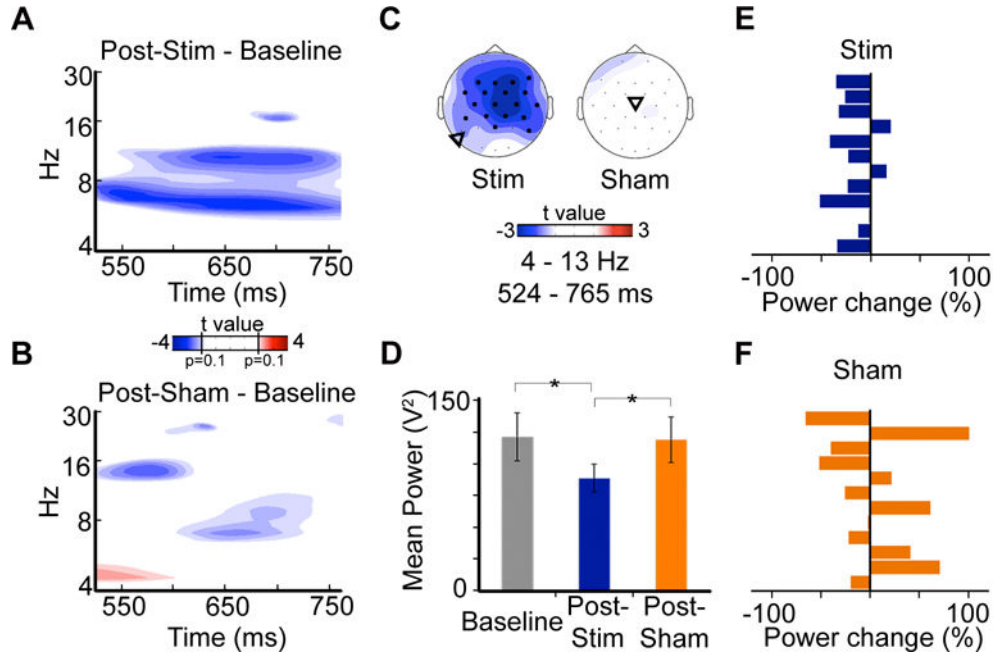 A
Post-Stim - Baseline
30
16
8
4
Hz
550
650
750
Time (ms)
t value
-4
4
p=0.1
p=0.1
B
Post-Sham - Baseline
30
16
8
4
Hz
550
650
750
Time (ms)
C
Stim
Sham
t value
-3
3
4 - 13 Hz
524 - 765 ms
D
150
0
Mean Power (V²)
*
*
Baseline
Post-
Stim
Post-
Sham
E
Stim
-100
100
Power change (%)
F
Sham
-100
100
Power change (%)